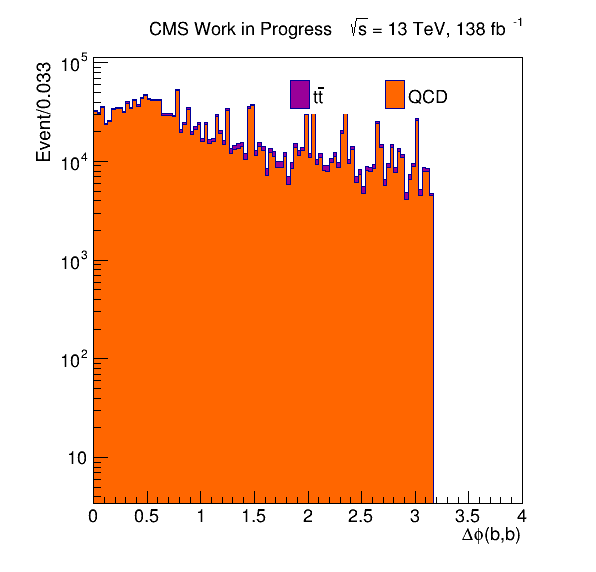 CMS Work in Progress √s = 13 TeV, 138 fb⁻¹
Event/0.033
tt̅ QCD
10⁵
10⁴
10³
10²
10
0 0.5 1 1.5 2 2.5 3 3.5 4
Δϕ(b,b)